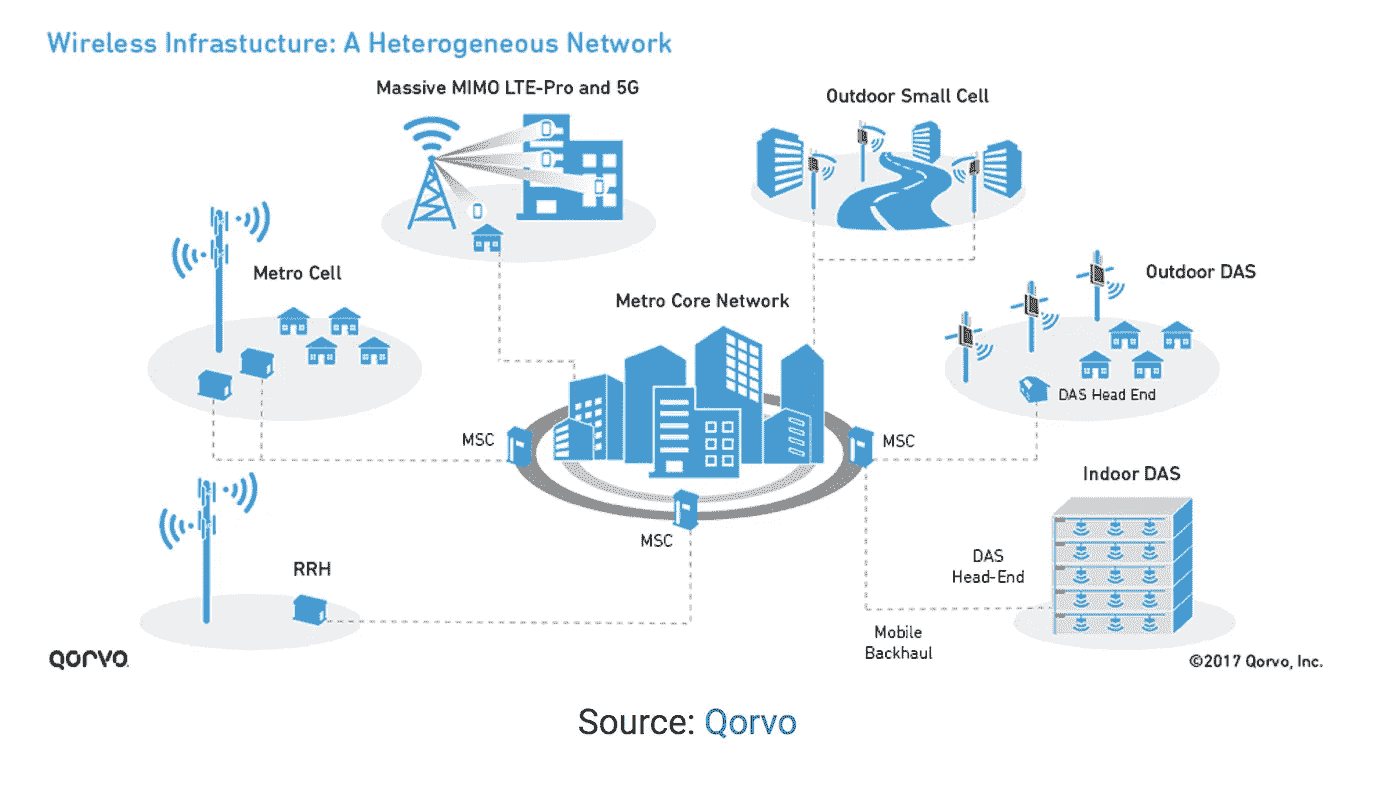 Wireless Infrastucture: A Heterogeneous Network
Massive MIMO LTE-Pro and 5G
Outdoor Small Cell
Metro Cell
Outdoor DAS
Metro Core Network
DAS Head End
MSC
MSC
Indoor DAS
MSC
DAS
Head-End
RRH
Mobile
Backhaul
QORVO
©2017 Qorvo, Inc.
Source: Qorvo